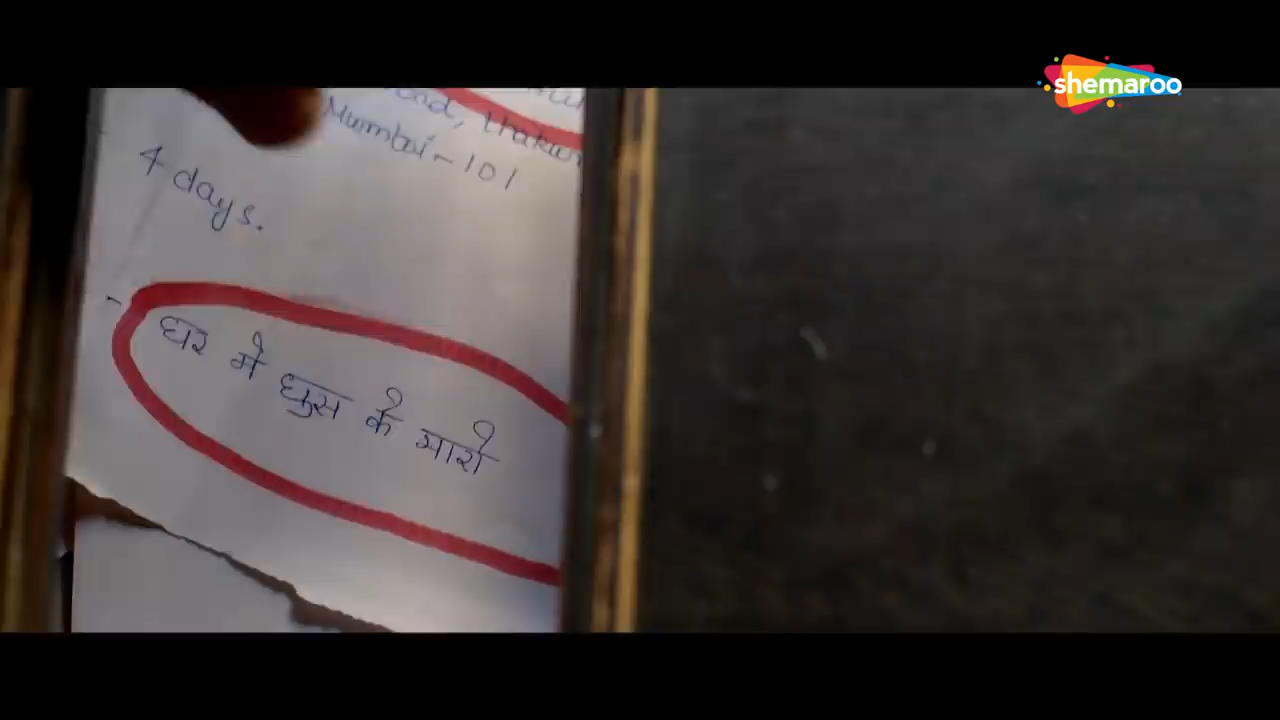 shemaroo
Mumbai - 101
4 days.
घर मे घुस के मारो